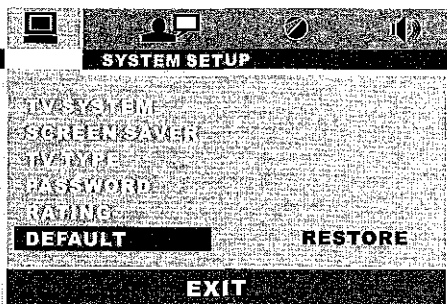 SYSTEM SETUP
TV SYSTEM
SCREEN SAVER
TV TYPE
PASSWORD
RATING
DEFAULT RESTORE
EXIT